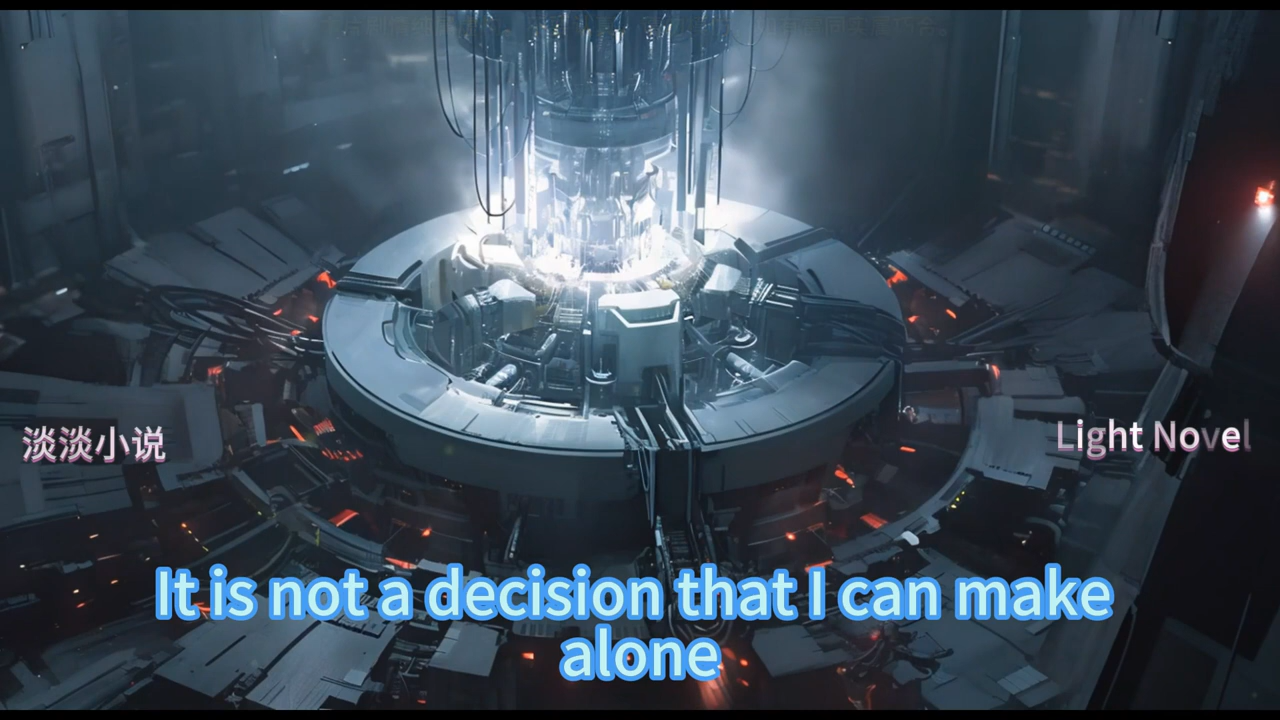 淡淡小说
Light Novel
It is not a decision that I can make
alone